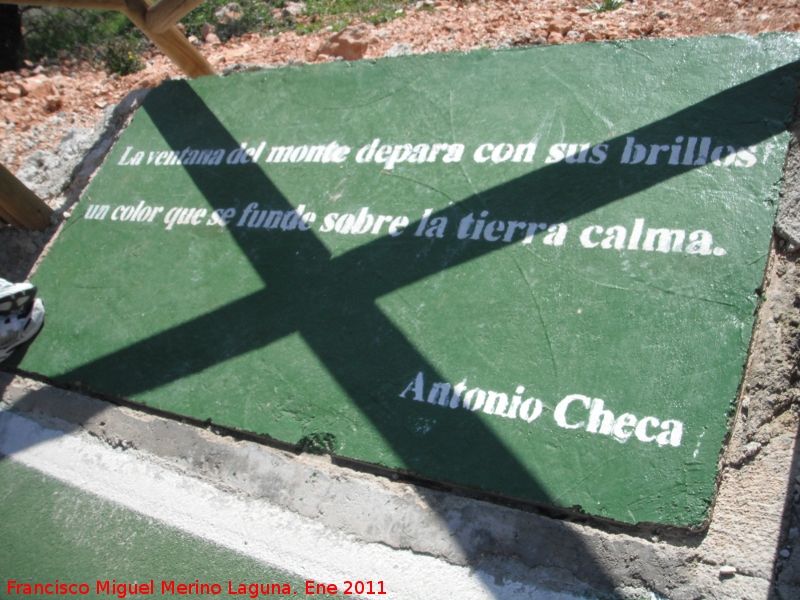 La ventana del monte depara con sus brillos
un color que se funde sobre la tierra calma.
Antonio Checa
Francisco Miguel Merino Laguna. Ene 2011